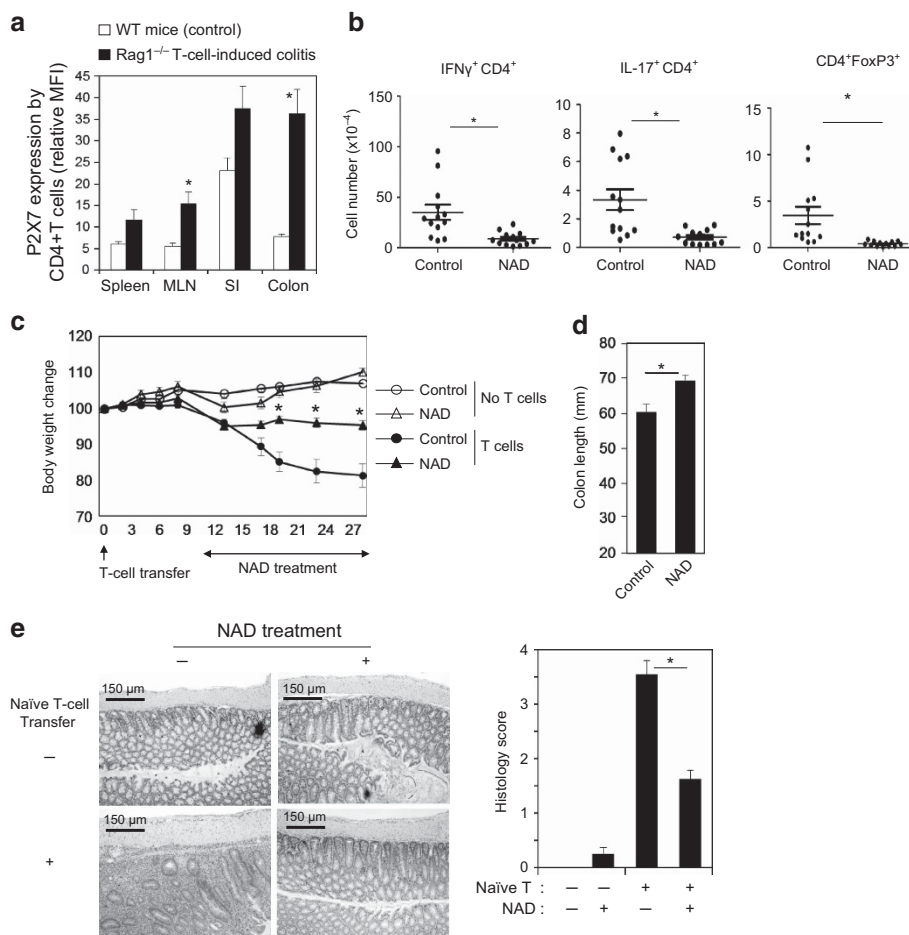 a
WT mice (control)
Rag1–/– T-cell-induced colitis
P2X7 expression by
CD4+T cells (relative MFI)
45
40
35
30
25
20
15
10
5
0
*
*
Spleen MLN SI Colon
b
IFNγ+ CD4+
IL-17+ CD4+
CD4+FoxP3+
Cell number (x10-4)
150
100
50
0
*
Control NAD
10
8
6
4
2
0
*
Control NAD
15
10
5
0
*
Control NAD
c
Body weight change
120
110
100
90
80
70
* * *
0 3 6 9 12 15 18 21 24 27
T-cell transfer
NAD treatment
Control
NAD
No T cells
Control
NAD
T cells
d
Colon length (mm)
80
70
60
50
40
30
20
*
Control
NAD
e
NAD treatment
– +
Naïve T-cell
Transfer
–
+
150 µm
150 µm
150 µm
150 µm
Histology score
4
3
2
1
0
*
Naïve T : – – + +
NAD : – + – +